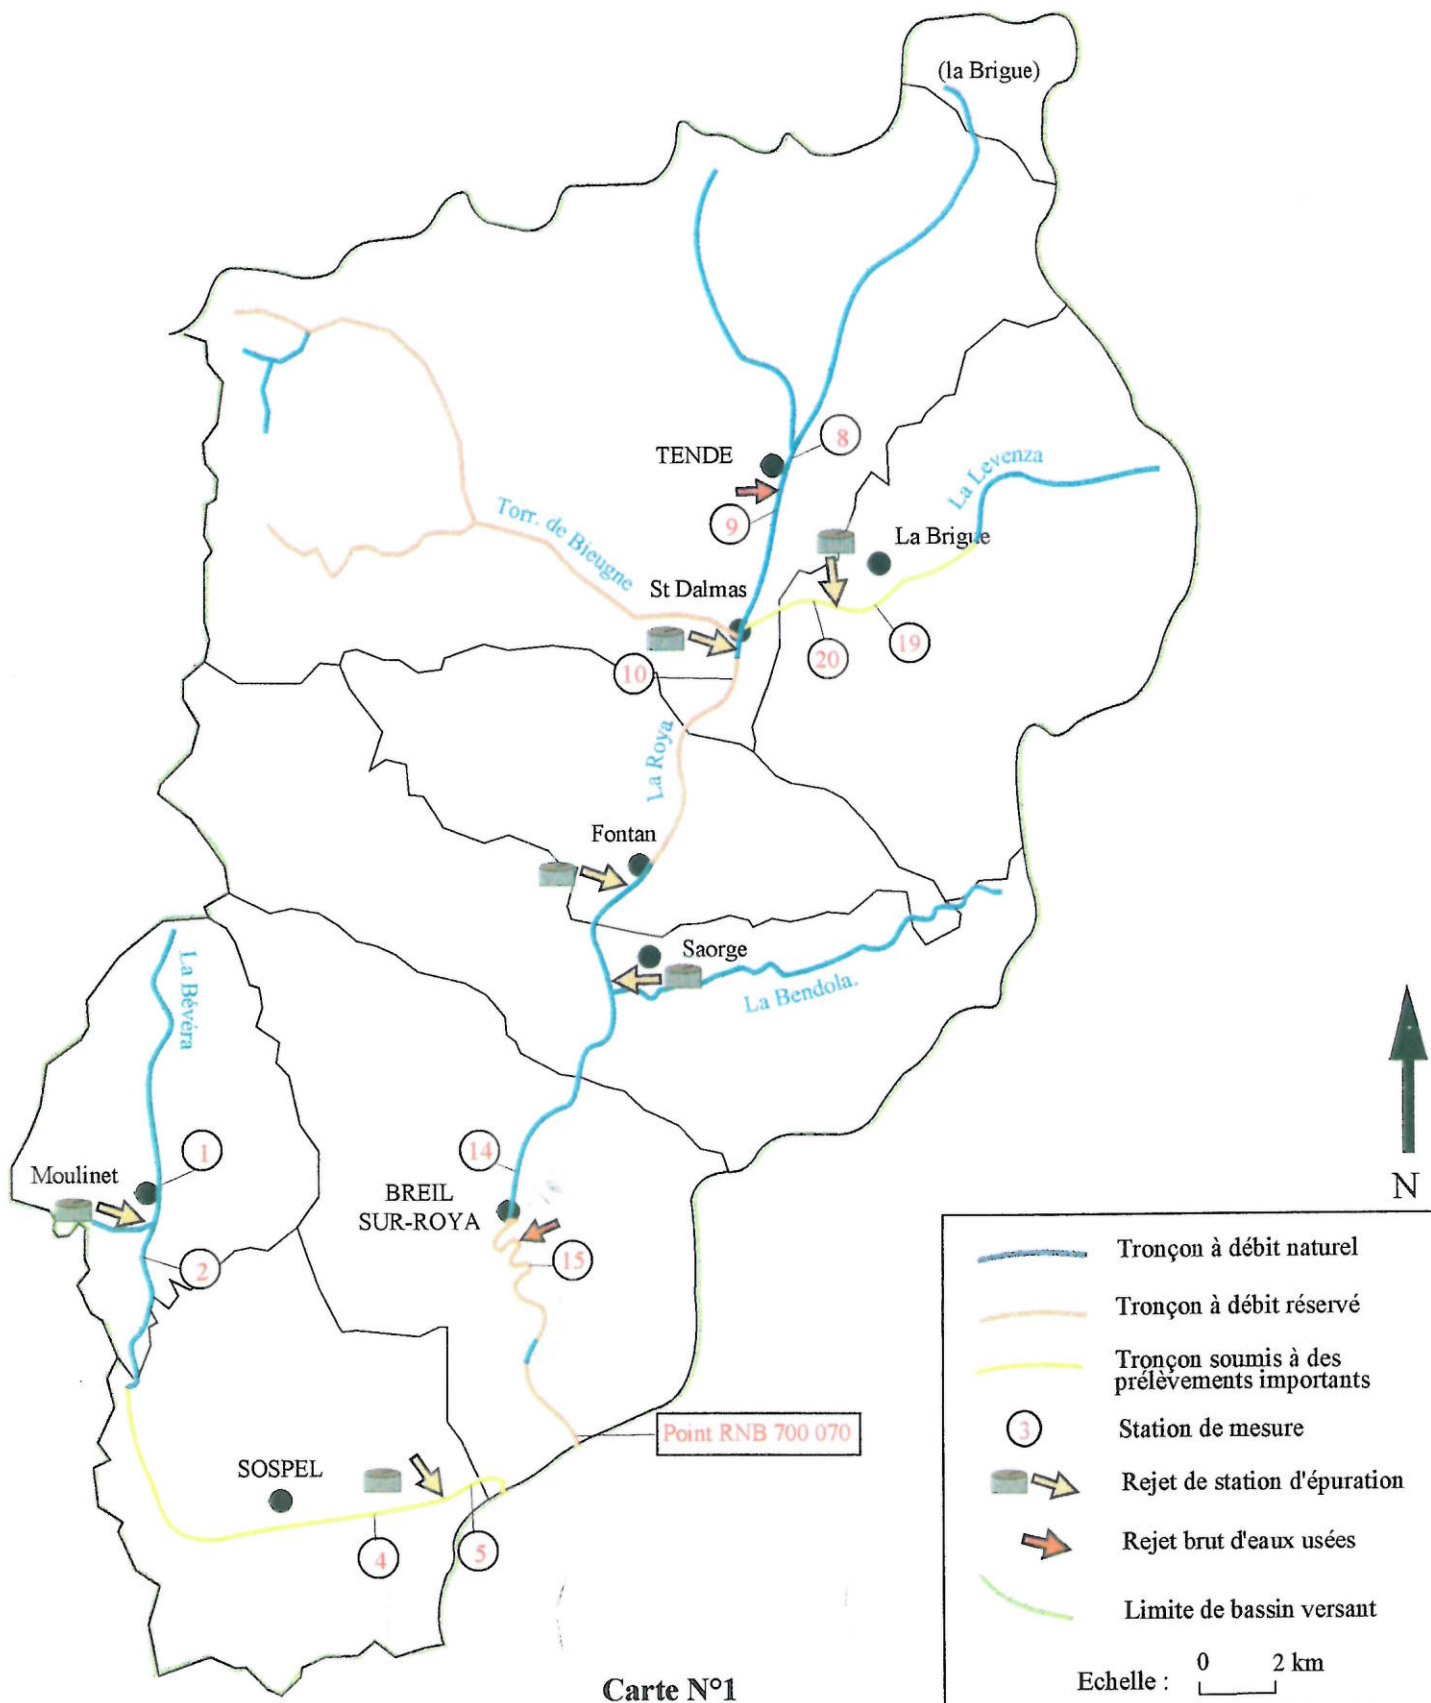 (la Brigue)
8
TENDE
9
La Levenza
La Brigue
Torr. de Bieugne
St Dalmas
20
19
10
La Roya
Fontan
Saorge
La Bendola.
La Bévéra
1
Moulinet
2
14
BREIL
SUR-ROYA
15
Point RNB 700 070
SOSPEL
4
5
N
Tronçon à débit naturel
Tronçon à débit réservé
Tronçon soumis à des
prélèvements importants
3
Station de mesure
Rejet de station d'épuration
Rejet brut d'eaux usées
Limite de bassin versant
Echelle :
0 2 km
Carte N°1